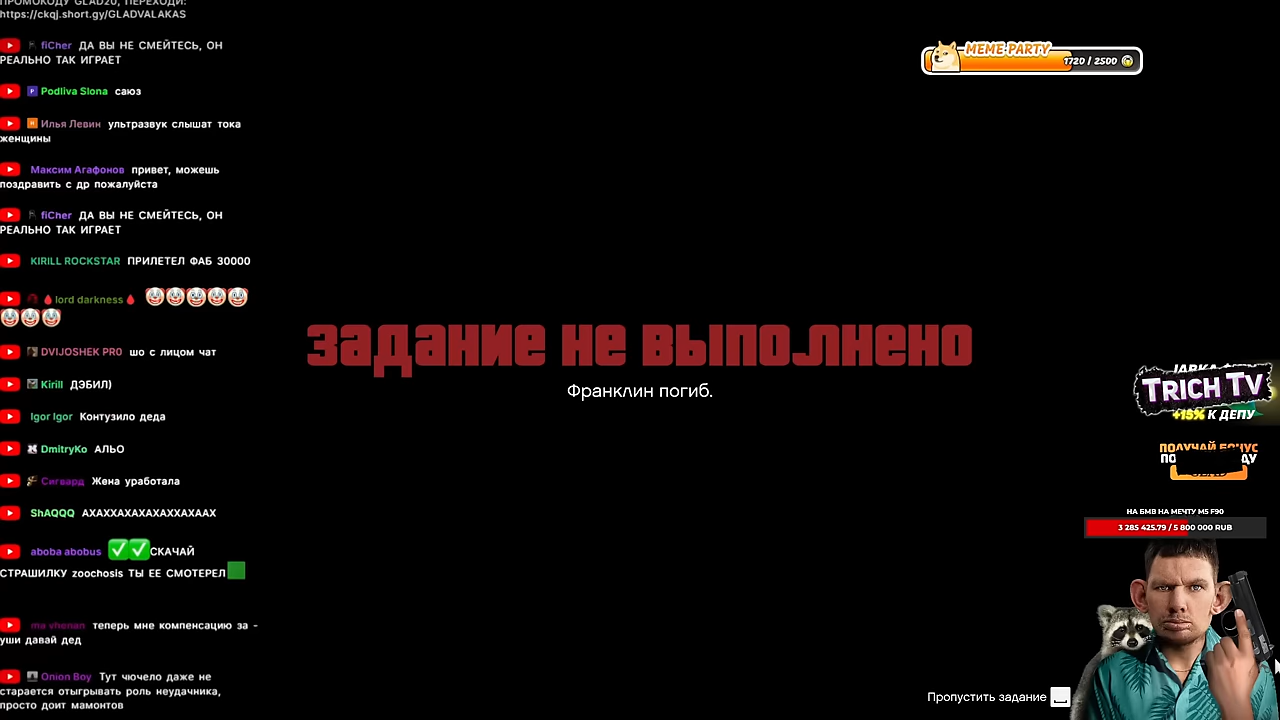 ПРОМОКОДУ GLAD20, ПЕРЕХОДИ:
https://ckqj.short.gy/GLADVALAKAS
fiCher ДА ВЫ НЕ СМЕЙТЕСЬ, ОН
РЕАЛЬНО ТАК ИГРАЕТ
Podliva Slona саюз
Илья Левин ультразвук слышат тока
женщины
Максим Агафонов привет, можешь
поздравить с др пожалуйста
fiCher ДА ВЫ НЕ СМЕЙТЕСЬ, ОН
РЕАЛЬНО ТАК ИГРАЕТ
KIRILL ROCKSTAR ПРИЛЕТЕЛ ФАБ 30000
lord darkness
DVIJOSHEK PR0 шо с лицом чат
Kirill ДЭБИЛ)
Igor Igor Контузило деда
DmitryKo АЛЬО
Сигвард Жена уработала
ShAQQQ АХАХХАХАХАХАХХАХААХ
aboba abobus СКАЧАЙ
СТРАШИЛКУ zoochosis ТЫ ЕЕ СМОТЕРЕЛ
ma vhenan теперь мне компенсацию за -
уши давай дед
Onion Boy Тут чючело даже не
старается отыгрывать роль неудачника,
просто доит мамонтов
MEME PARTY
1720 / 2500
задание не выполнено
Франклин погиб.
TRICH TV
+15% К ДЕПУ
ПОЛУЧАЙ БОНУС
НА БМВ НА МЕЧТУ M5 F90
3 285 425.79 / 5 800 000 RUB
Пропустить задание